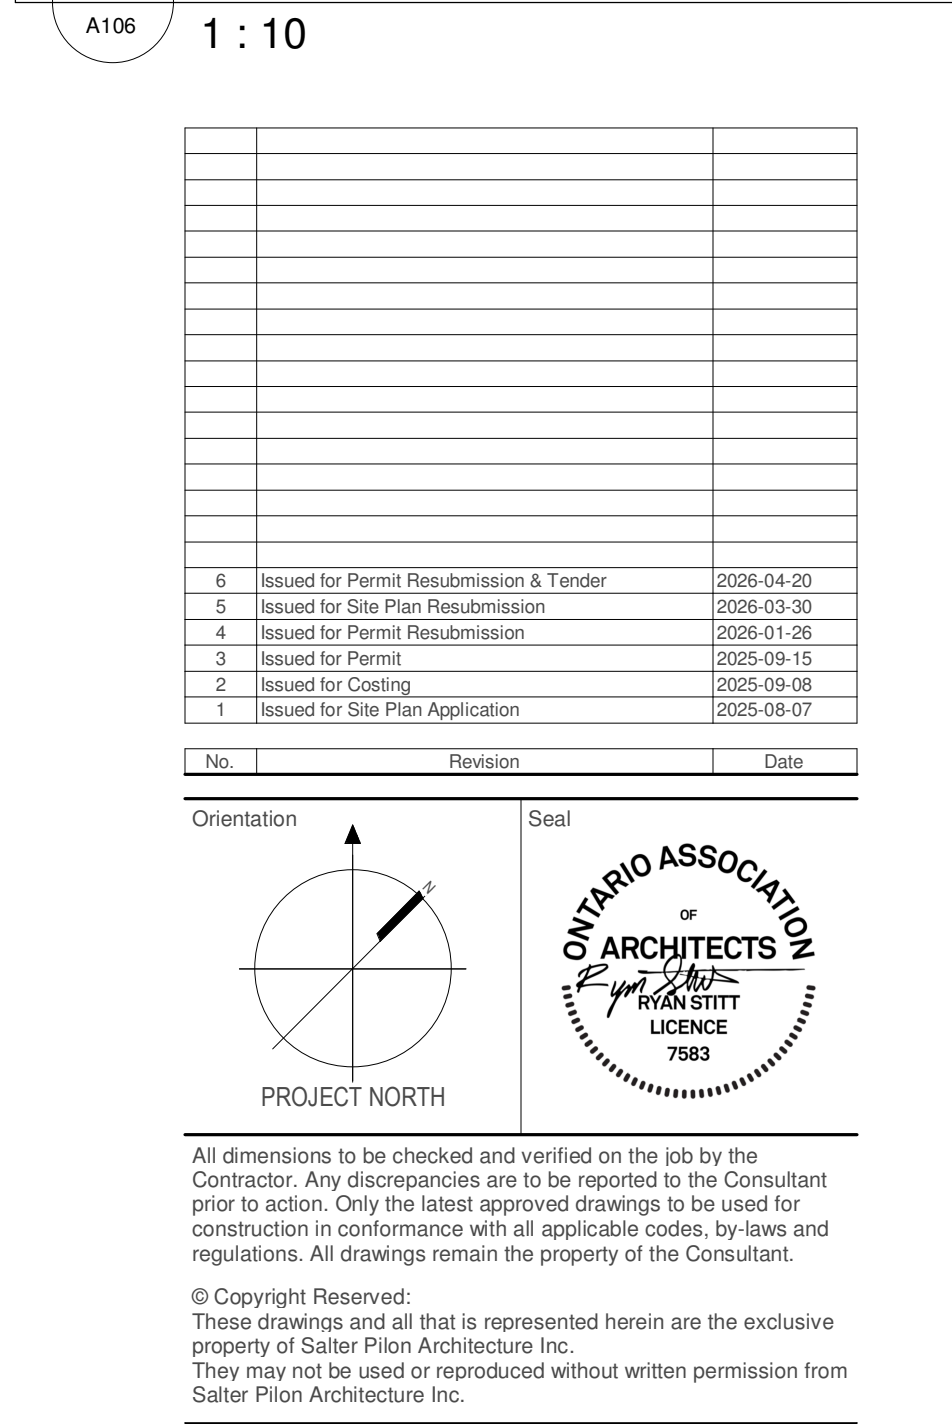 A106
1 : 10
6 Issued for Permit Resubmission & Tender 2026-04-20
5 Issued for Site Plan Resubmission 2026-03-30
4 Issued for Permit Resubmission 2026-01-26
3 Issued for Permit 2025-09-15
2 Issued for Costing 2025-09-08
1 Issued for Site Plan Application 2025-08-07
No. Revision Date
Orientation
N
PROJECT NORTH
Seal
ONTARIO ASSOCIATION
OF
ARCHITECTS
RYAN STITT
LICENCE
7583
All dimensions to be checked and verified on the job by the
Contractor. Any discrepancies are to be reported to the Consultant
prior to action. Only the latest approved drawings to be used for
construction in conformance with all applicable codes, by-laws and
regulations. All drawings remain the property of the Consultant.
© Copyright Reserved:
These drawings and all that is represented herein are the exclusive
property of Salter Pilon Architecture Inc.
They may not be used or reproduced without written permission from
Salter Pilon Architecture Inc.